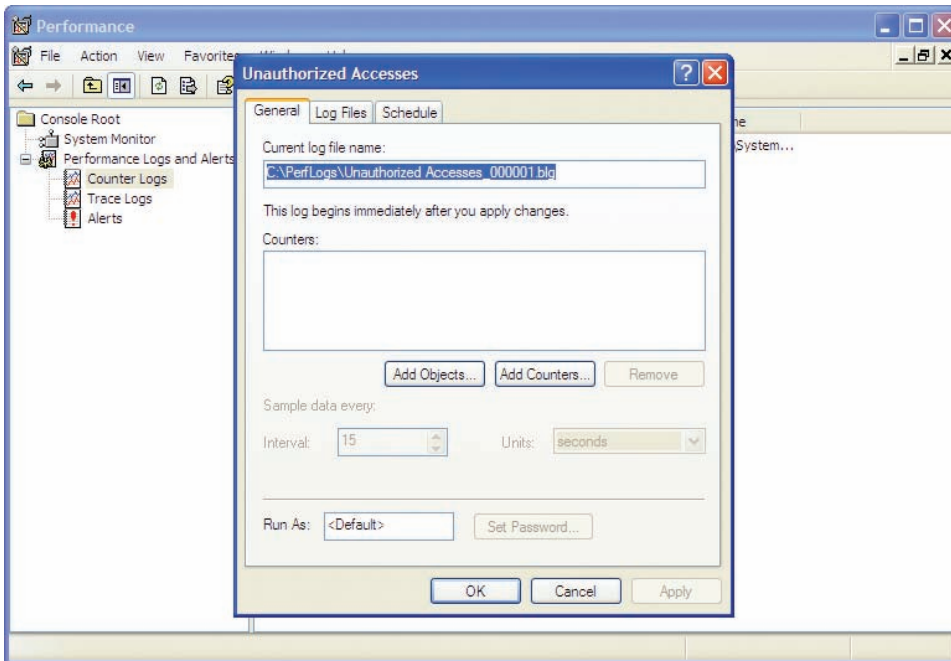 Performance
File Action View Favorites
Unauthorized Accesses
General Log Files Schedule
Console Root
System Monitor
Performance Logs and Alerts
Counter Logs
Trace Logs
Alerts
Current log file name:
C:\PerfLogs\Unauthorized Accesses_000001.blg
This log begins immediately after you apply changes.
Counters:
Add Objects... Add Counters... Remove
Sample data every:
Interval: 15 Units: seconds
Run As: <Default> Set Password...
OK Cancel Apply
System...